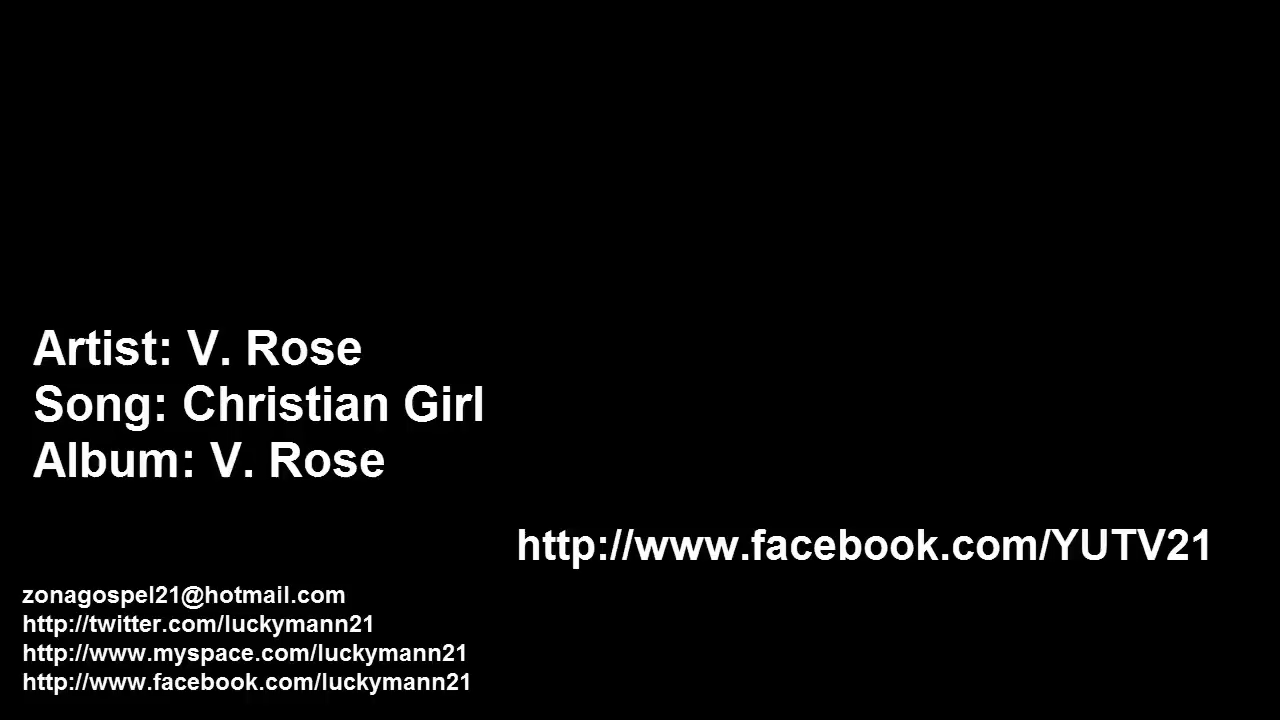 Artist: V. Rose
Song: Christian Girl
Album: V. Rose
http://www.facebook.com/YUTV21
zonagospel21@hotmail.com
http://twitter.com/luckymann21
http://www.myspace.com/luckymann21
http://www.facebook.com/luckymann21